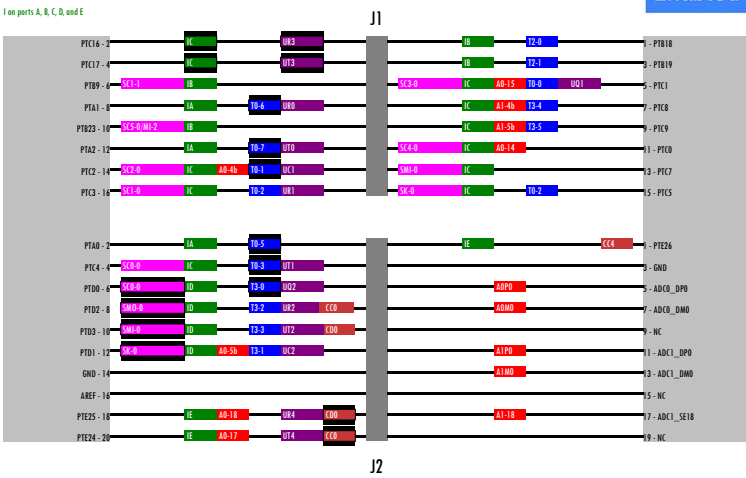 I on ports A, B, C, D, and E
J1
PTC16 - 2 IC UR3 IB T2-0 1 - PTB18
PTC17 - 4 IC UT3 IB T2-1 3 - PTB19
PTB9 - 6 SC1-1 IB SC3-0 IC A0-15 T0-0 UQ1 5 - PTC1
PTA1 - 8 IA T0-6 UR0 IC A1-4b T3-4 7 - PTC8
PTB23 - 10 SC5-0/MI-2 IB IC A1-5b T3-5 9 - PTC9
PTA2 - 12 IA T0-7 UT0 SC4-0 IC A0-14 11 - PTC0
PTC2 - 14 SC2-0 IC A0-4b T0-1 UC1 SMI-0 IC 13 - PTC7
PTC3 - 16 SC1-0 IC T0-2 UR1 SK-0 IC T0-2 15 - PTC5
PTA0 - 2 IA T0-5 IE CC4 1 - PTE26
PTC4 - 4 SC0-0 IC T0-3 UT1 3 - GND
PTD0 - 6 SC0-0 ID T3-0 UQ2 A0P0 5 - ADC0_DP0
PTD2 - 8 SMO-0 ID T3-2 UR2 CC0 A0M0 7 - ADC0_DM0
PTD3 - 10 SMI-0 ID T3-3 UT2 CD0 9 - NC
PTD1 - 12 SK-0 ID A0-5b T3-1 UC2 A1P0 11 - ADC1_DP0
GND - 14 A1M0 13 - ADC1_DM0
AREF - 16 15 - NC
PTE25 - 18 IE A0-18 UR4 CD0 A1-18 17 - ADC1_SE18
PTE24 - 20 IE A0-17 UT4 CC0 19 - NC
J2